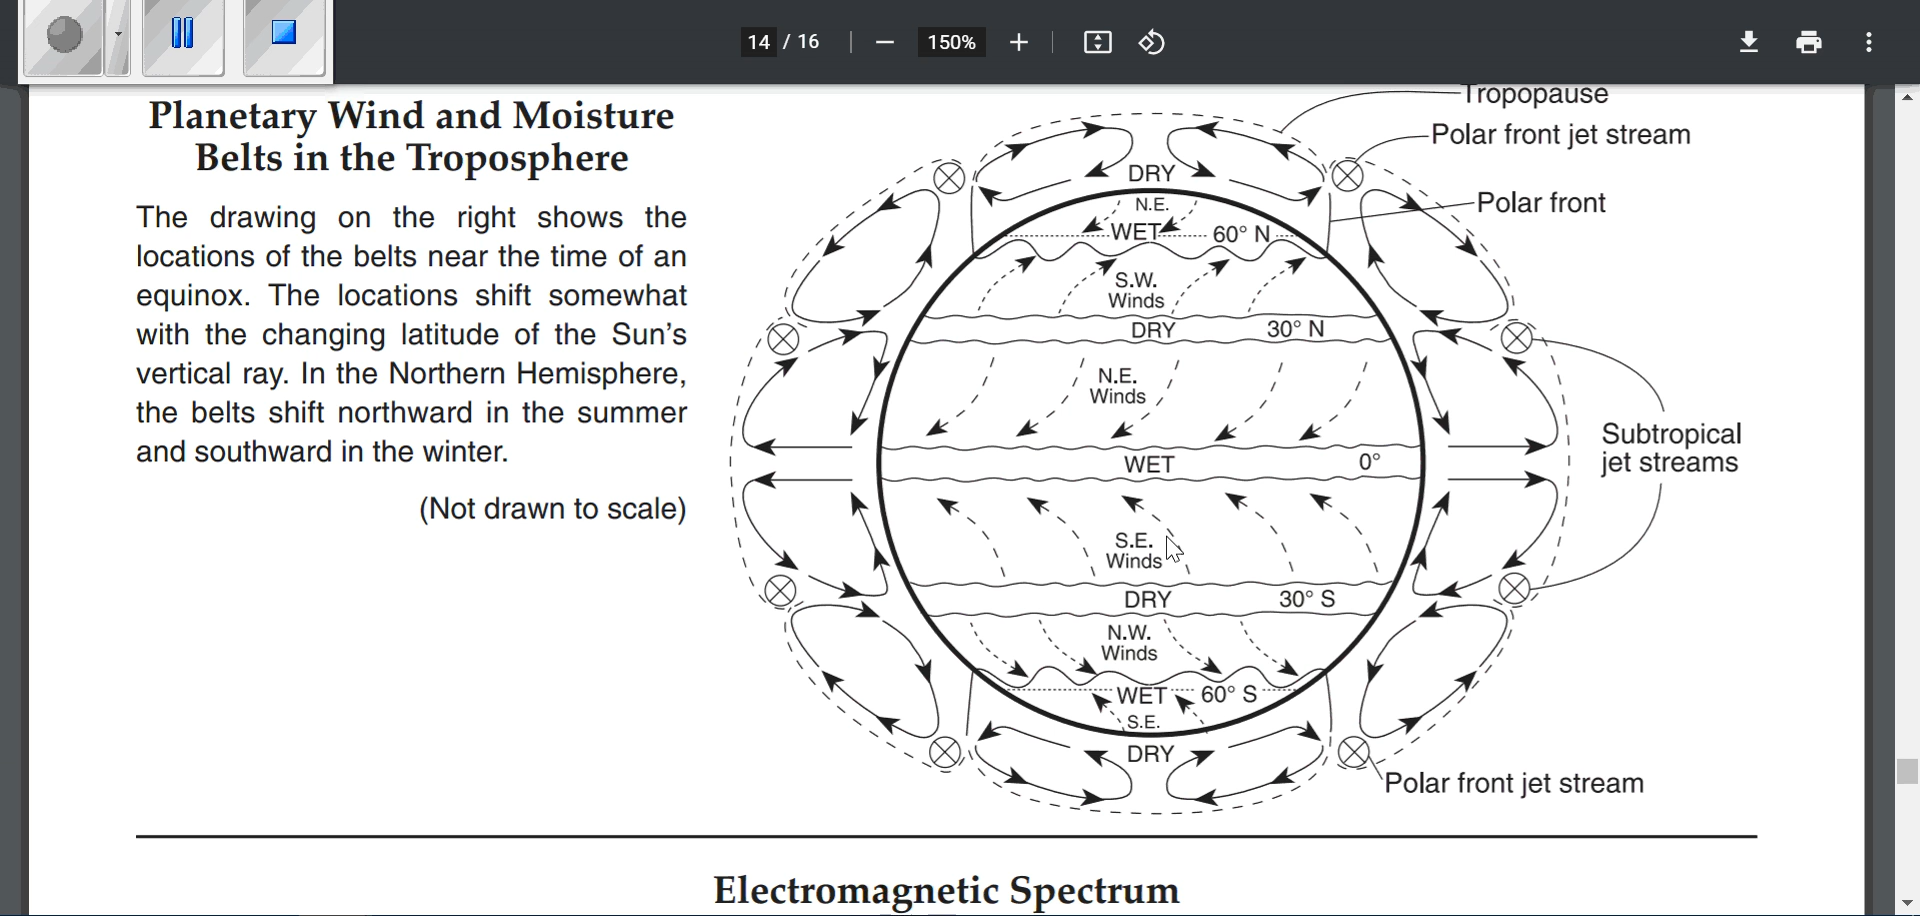 14 / 16
150%
Planetary Wind and Moisture
Belts in the Troposphere
The drawing on the right shows the
locations of the belts near the time of an
equinox. The locations shift somewhat
with the changing latitude of the Sun's
vertical ray. In the Northern Hemisphere,
the belts shift northward in the summer
and southward in the winter.
(Not drawn to scale)
Tropopause
Polar front jet stream
Polar front
DRY
N.E.
WET 60° N
S.W.
Winds
DRY 30° N
N.E.
Winds
WET 0°
Subtropical
jet streams
S.E.
Winds
DRY 30° S
N.W.
Winds
WET 60° S
S.E.
DRY
Polar front jet stream
Electromagnetic Spectrum